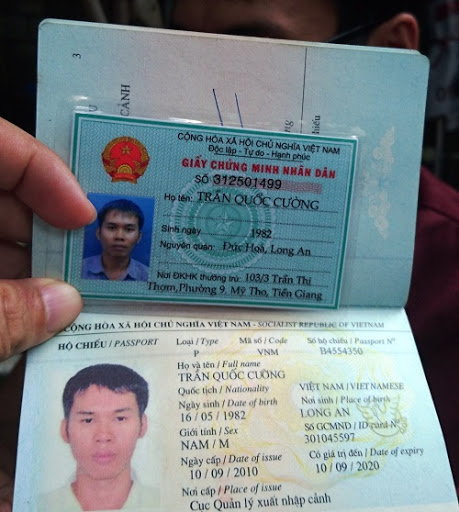 3
CẢNH
hiếu
CỘNG HÒA XÃ HỘI CHỦ NGHĨA VIỆT NAM
Độc lập - Tự do - Hạnh phúc
GIẤY CHỨNG MINH NHÂN DÂN
SỐ 312501499
Họ tên: TRẦN QUỐC CƯỜNG
Sinh ngày 1982
Nguyên quán: Đức Hoà, Long An
Nơi ĐKHK thường trú: 103/3 Trần Thị
Thơm, Phường 9, Mỹ Tho, Tiền Giang
CỘNG HÒA XÃ HỘI CHỦ NGHĨA VIỆT NAM - SOCIALIST REPUBLIC OF VIETNAM
HỘ CHIẾU / PASSPORT
Loại / Type Mã số / Code Số hộ chiếu / Passport Nº
P VNM B4554350
Họ và tên / Full name
TRẦN QUỐC CƯỜNG
Quốc tịch / Nationality VIỆT NAM / VIETNAMESE
Ngày sinh / Date of birth Nơi sinh / Place of birth
16 / 05 / 1982 LONG AN
Giới tính / Sex Số GCMND / ID card Nº
NAM / M 301045597
Ngày cấp / Date of issue Có giá trị đến / Date of expiry
10 / 09 / 2010 10 / 09 / 2020
Nơi cấp / Place of issue
Cục Quản lý xuất nhập cảnh